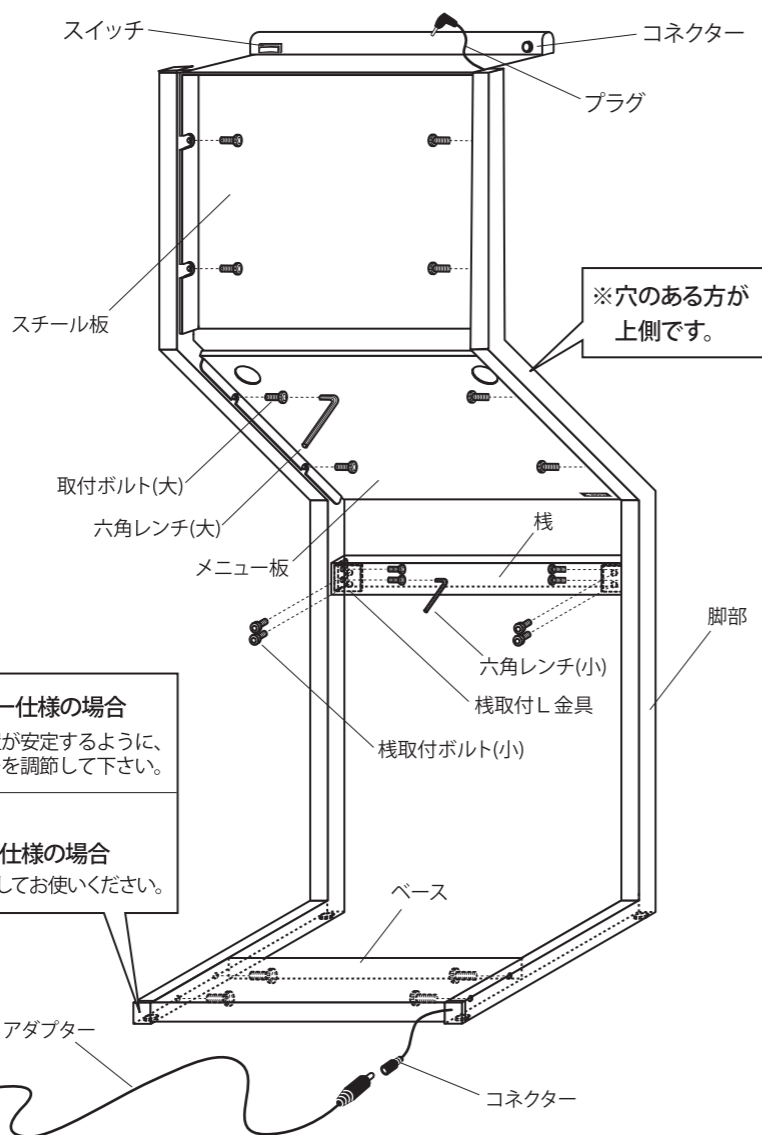 スイッチ
コネクター
プラグ
スチール板
※穴のある方が
上側です。
取付ボルト(大)
六角レンチ(大)
メニュー板
桟
脚部
六角レンチ(小)
桟取付L金具
桟取付ボルト(小)
ー仕様の場合
が安定するように、
を調節して下さい。
仕様の場合
してお使いください。
ベース
アダプター
コネクター